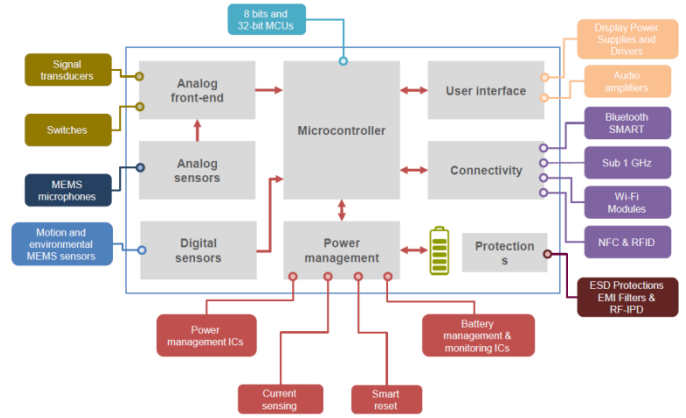 8 bits and
32-bit MCUs
Display Power
Supplies and
Drivers
Signal
transducers
Analog
front-end
Microcontroller
User interface
Audio
amplifiers
Switches
Bluetooth
SMART
Analog
sensors
Connectivity
Sub 1 GHz
MEMS
microphones
Wi-Fi
Modules
Motion and
environmental
MEMS sensors
Digital
sensors
Power
management
Protection
s
NFC & RFID
ESD Protections
EMI Filters &
RF-IPD
Power
management ICs
Battery
management &
monitoring ICs
Current
sensing
Smart
reset